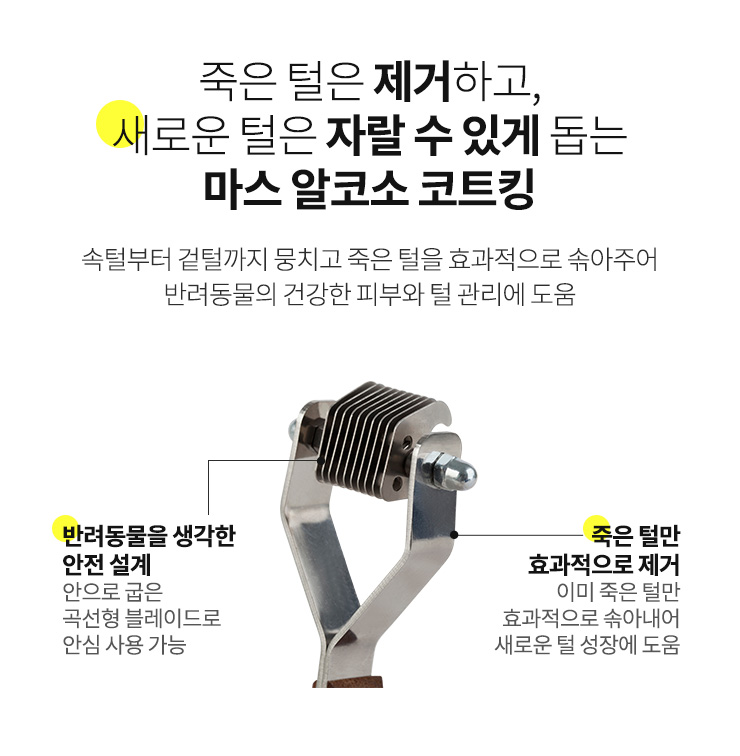 죽은 털은 제거하고,
새로운 털은 자랄 수 있게 돕는
마스 알코소 코트킹
속털부터 겉털까지 뭉치고 죽은 털을 효과적으로 솎아주어
반려동물의 건강한 피부와 털 관리에 도움
반려동물을 생각한
안전 설계
안으로 굽은
곡선형 블레이드로
안심 사용 가능
죽은 털만
효과적으로 제거
이미 죽은 털만
효과적으로 솎아내어
새로운 털 성장에 도움